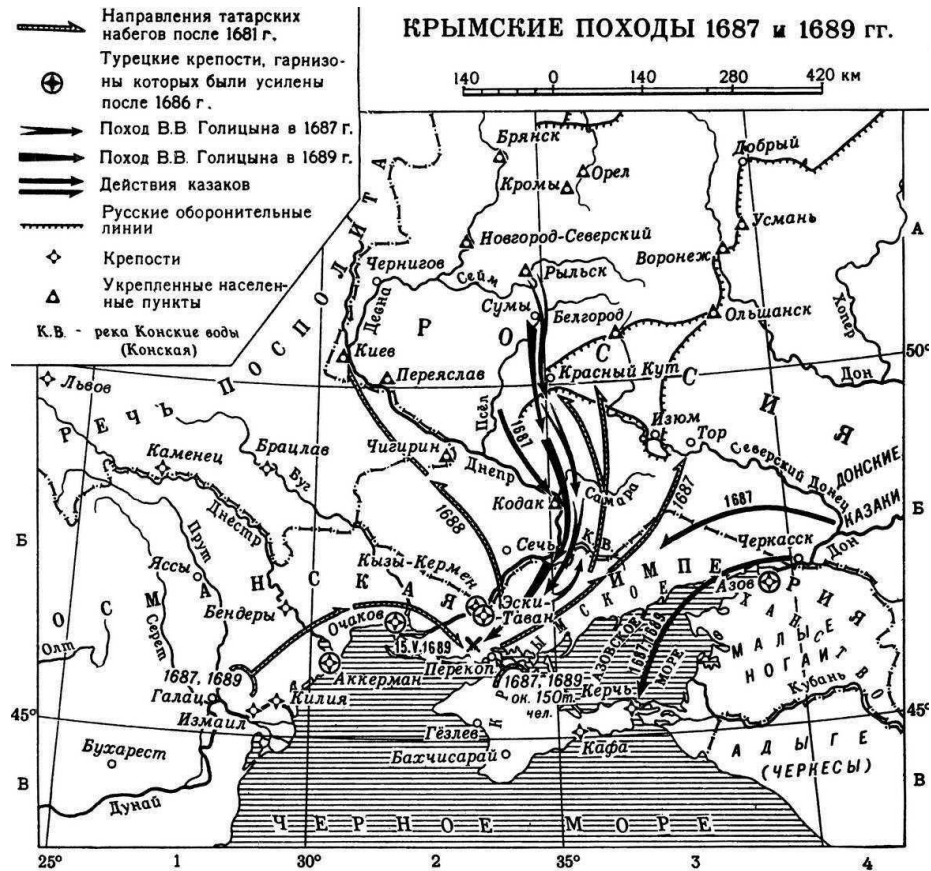 КРЫМСКИЕ ПОХОДЫ 1687 и 1689 гг.
140 0 140 280 420 км
Направления татарских
набегов после 1681 г.
Турецкие крепости, гарнизо-
ны которых были усилены
после 1686 г.
Поход В.В. Голицына в 1687 г.
Поход В.В. Голицына в 1689 г.
Действия казаков
Русские оборонительные
линии
Крепости
Укрепленные населен-
ные пункты
К.В. - река Конские воды
(Конская)
РЕЧЬ ПОСПОЛИТА
РОССИЯ
ОСМАНСКАЯ ИМПЕРИЯ
Брянск
Добрый
Кромы
Орел
Усмань
А
Новгород-Северский
Воронеж
Чернигов
Сейм
Рыльск
Хопер
Десна
Сумы
Белгород
Ольшанск
Киев
50°
Переяслав
Красный Кут
Дон
Львов
Псёл
1687
Изюм
Тор
Каменец
Брацлав
Чигирин
Северский Донец
ДОНСКИЕ
КАЗАКИ
Буг
Днепр
Самара
1687
1687
Кодак
Днестр
1688
Б
Б
Прут
Сечь
К.В.
Черкасск
Дон
Яссы
Кызы-Кермен
Азов
Серет
Бендеры
Эски-
Таван
Очаков
МАЛЫЕ
НОГАИ
Олт
15.V.1689
Перекоп
АЗОВСКОЕ
МОРЕ
1687, 1689
Аккерман
1687, 1689
ок. 150т.
чел.
1687, 1689
Галац
Килия
Керчь
Кубань
45°
Измаил
45°
Гёзлев
Кафа
АДЫГЕ
(ЧЕРКЕСЫ)
Бухарест
Бахчисарай
В
В
Дунай
ЧЕРНОЕ МОРЕ
25° 1 30° 2 35° 3 4